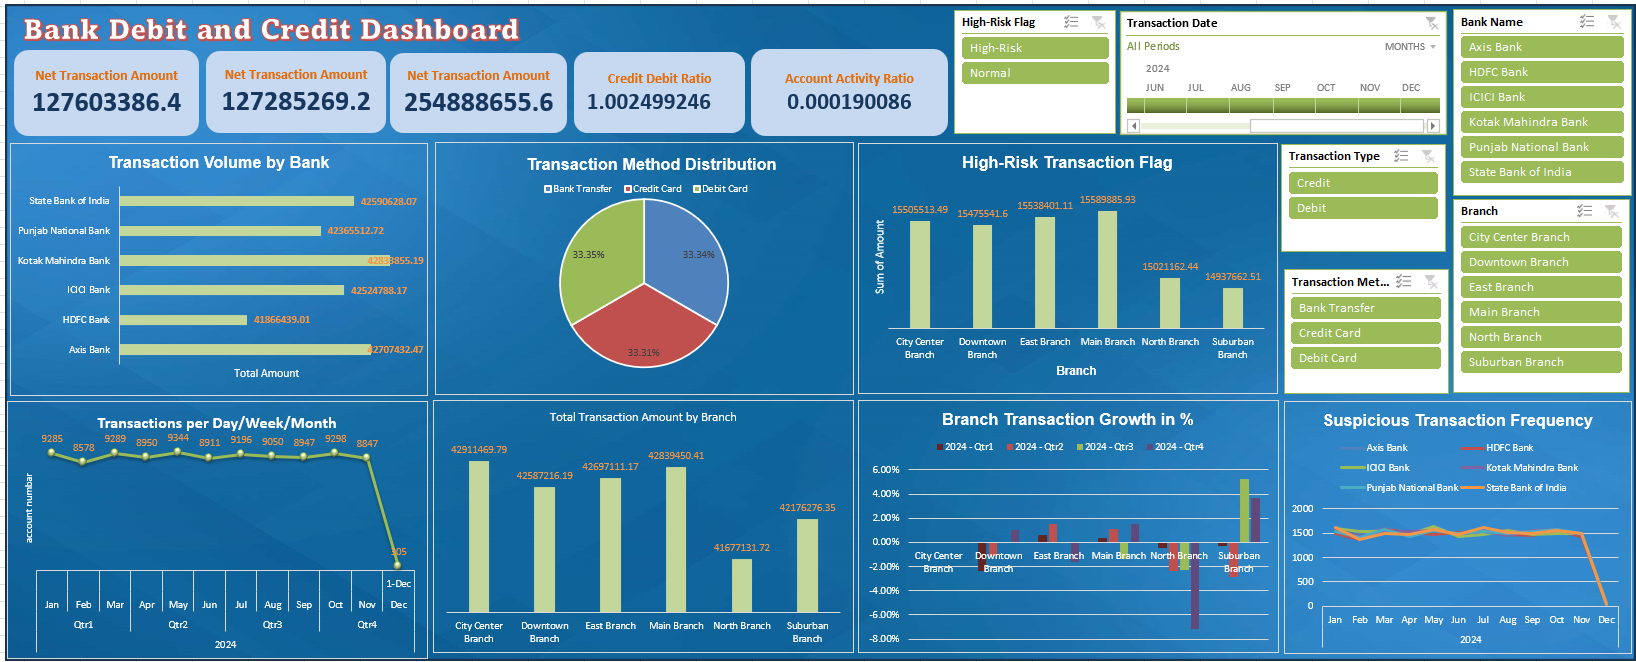 Bank Debit and Credit Dashboard
Net Transaction Amount
127603386.4
Net Transaction Amount
127285269.2
Net Transaction Amount
254888655.6
Credit Debit Ratio
1.002499246
Account Activity Ratio
0.000190086
High-Risk Flag
High-Risk
Normal
Transaction Date
All Periods
MONTHS
2024
JUN JUL AUG SEP OCT NOV DEC
Bank Name
Axis Bank
HDFC Bank
ICICI Bank
Kotak Mahindra Bank
Punjab National Bank
State Bank of India
Transaction Volume by Bank
State Bank of India 42590628.07
Punjab National Bank 42365512.72
Kotak Mahindra Bank 42833855.19
ICICI Bank 42524788.17
HDFC Bank 41866439.01
Axis Bank 42707432.47
Total Amount
Transaction Method Distribution
Bank Transfer Credit Card Debit Card
33.35% 33.34%
33.31%
High-Risk Transaction Flag
Sum of Amount
15505513.49 15475541.6 15538401.11 15589885.93 15021162.44 14937662.51
City Center Branch
Downtown Branch
East Branch
Main Branch
North Branch
Suburban Branch
Branch
Transaction Type
Credit
Debit
Transaction Met...
Bank Transfer
Credit Card
Debit Card
Branch
City Center Branch
Downtown Branch
East Branch
Main Branch
North Branch
Suburban Branch
Transactions per Day/Week/Month
9285 8578 9289 8950 9344 8911 9196 9050 8947 9298 8847
305
account numbar
1-Dec
Jan Feb Mar Apr May Jun Jul Aug Sep Oct Nov Dec
Qtr1 Qtr2 Qtr3 Qtr4
2024
Total Transaction Amount by Branch
42911469.79 42587216.19 42697111.17 42839450.41 41677131.72 42176276.35
City Center Branch
Downtown Branch
East Branch
Main Branch
North Branch
Suburban Branch
Branch Transaction Growth in %
2024 - Qtr1 2024 - Qtr2 2024 - Qtr3 2024 - Qtr4
6.00%
4.00%
2.00%
0.00%
-2.00%
-4.00%
-6.00%
-8.00%
City Center Branch
Downtown Branch
East Branch
Main Branch
North Branch
Suburban Branch
Suspicious Transaction Frequency
Axis Bank HDFC Bank
ICICI Bank Kotak Mahindra Bank
Punjab National Bank State Bank of India
2000
1500
1000
500
0
Jan Feb Mar Apr May Jun Jul Aug Sep Oct Nov Dec
2024